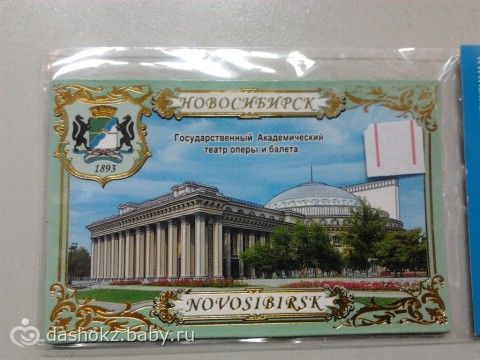 НОВОСИБИРСК
Государственный Академический
театр оперы и балета
1893
NOVOSIBIRSK
dashokz.baby.ru